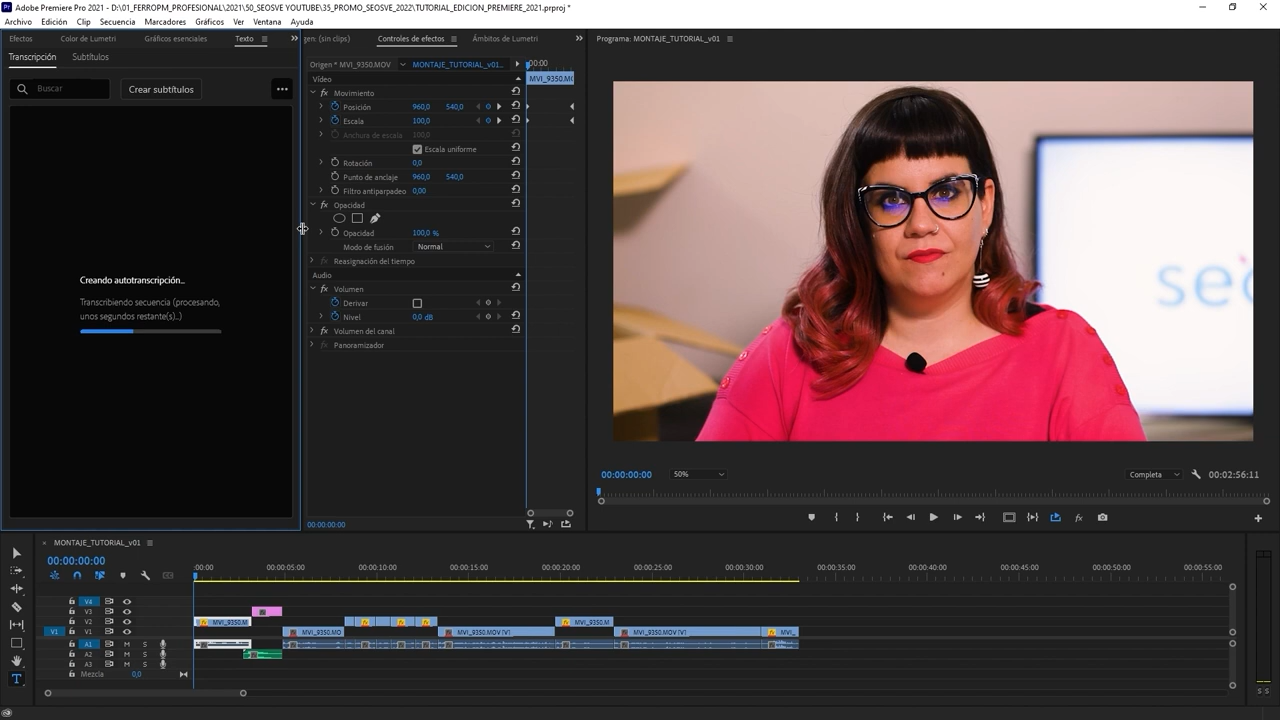 Adobe Premiere Pro 2021 - D:\01_FERROPM_PROFESIONAL\2021\50_SEOSVE YOUTUBE\35_PROMO_SEOSVE_2022\TUTORIAL_EDICION_PREMIERE_2021.prproj *
Archivo Edición Clip Secuencia Marcadores Gráficos Ver Ventana Ayuda
Efectos Color de Lumetri Gráficos esenciales Texto
gen: (sin clips) Controles de efectos Ámbitos de Lumetri
Programa: MONTAJE_TUTORIAL_v01
Transcripción Subtítulos
Buscar Crear subtítulos
Creando autotranscripción...
Transcribiendo secuencia (procesando,
unos segundos restante(s)..)
Origen * MVI_9350.MOV MONTAJE_TUTORIAL_v01... :00:00
Vídeo MVI_9350.M
Movimiento
Posición 960,0 540,0
Escala 100,0
Anchura de escala 100,0
Escala uniforme
Rotación 0,0
Punto de anclaje 960,0 540,0
Filtro antiparpadeo 0,00
fx Opacidad
Opacidad 100,0 %
Modo de fusión Normal
Reasignación del tiempo
Audio
Volumen
Derivar
Nivel 0,0 dB
Volumen del canal
Panoramizador
00:00:00:00
seo
00:00:00:00 50% Completa 00:02:56:11
MONTAJE_TUTORIAL_v01
00:00:00:00
:00:00 00:00:05:00 00:00:10:00 00:00:15:00 00:00:20:00 00:00:25:00 00:00:30:00 00:00:35:00 00:00:40:00 00:00:45:00 00:00:50:00 00:00:55:00
V4
V3
V2 MVI_9350.M MVI_9350.M
V1 V1 MVI_9350.MO MVI_9350.MOV [V] MVI_9350.MOV [V] MVI_
A1 M S
A2 M S
A3 M S
Mezcla 0,0
S S